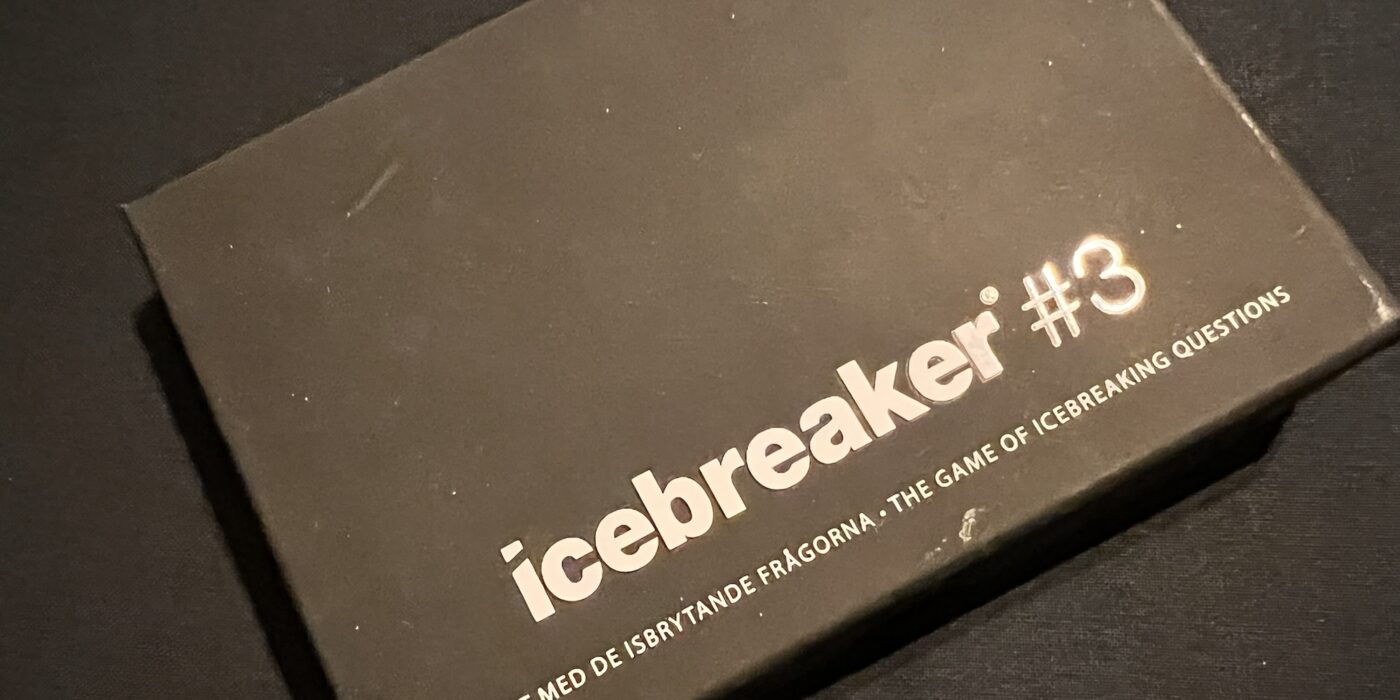 icebreaker® #3
MED DE ISBRYTANDE FRÅGORNA • THE GAME OF ICEBREAKING QUESTIONS